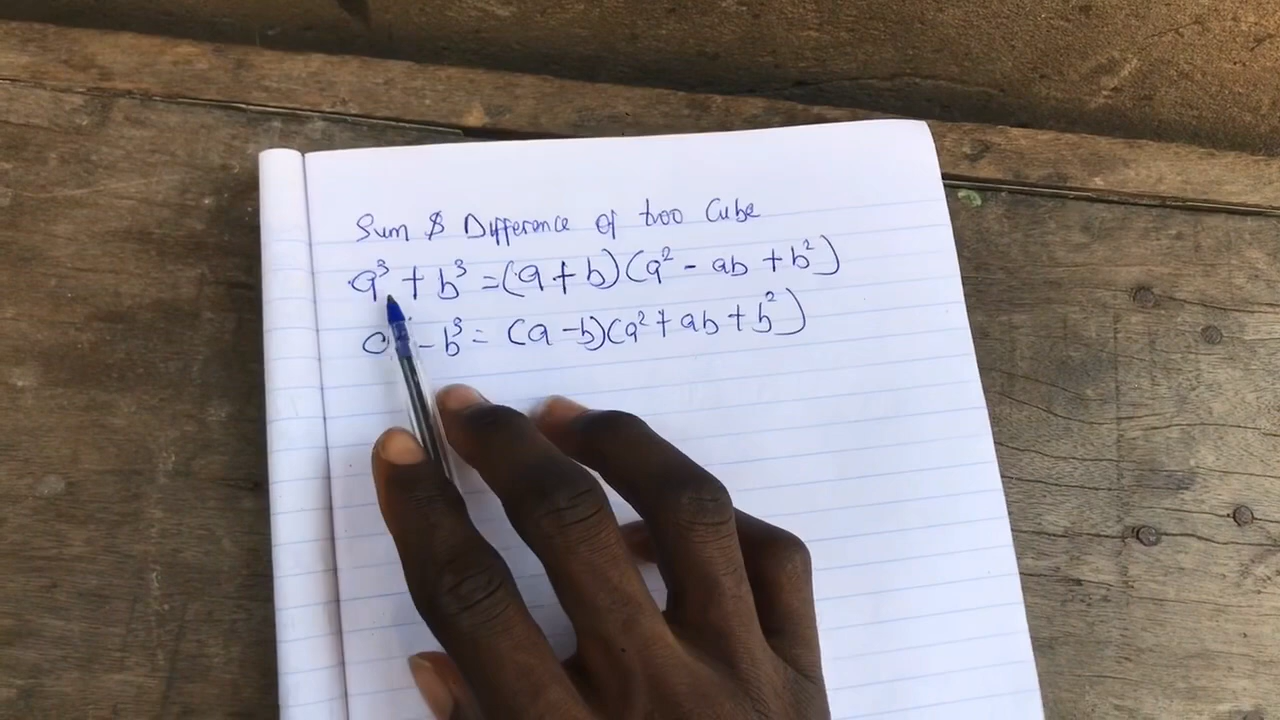 Sum & Difference of two Cube
a³ + b³ = (a + b)(a² - ab + b²)
- b³ = (a - b)(a² + ab + b²)